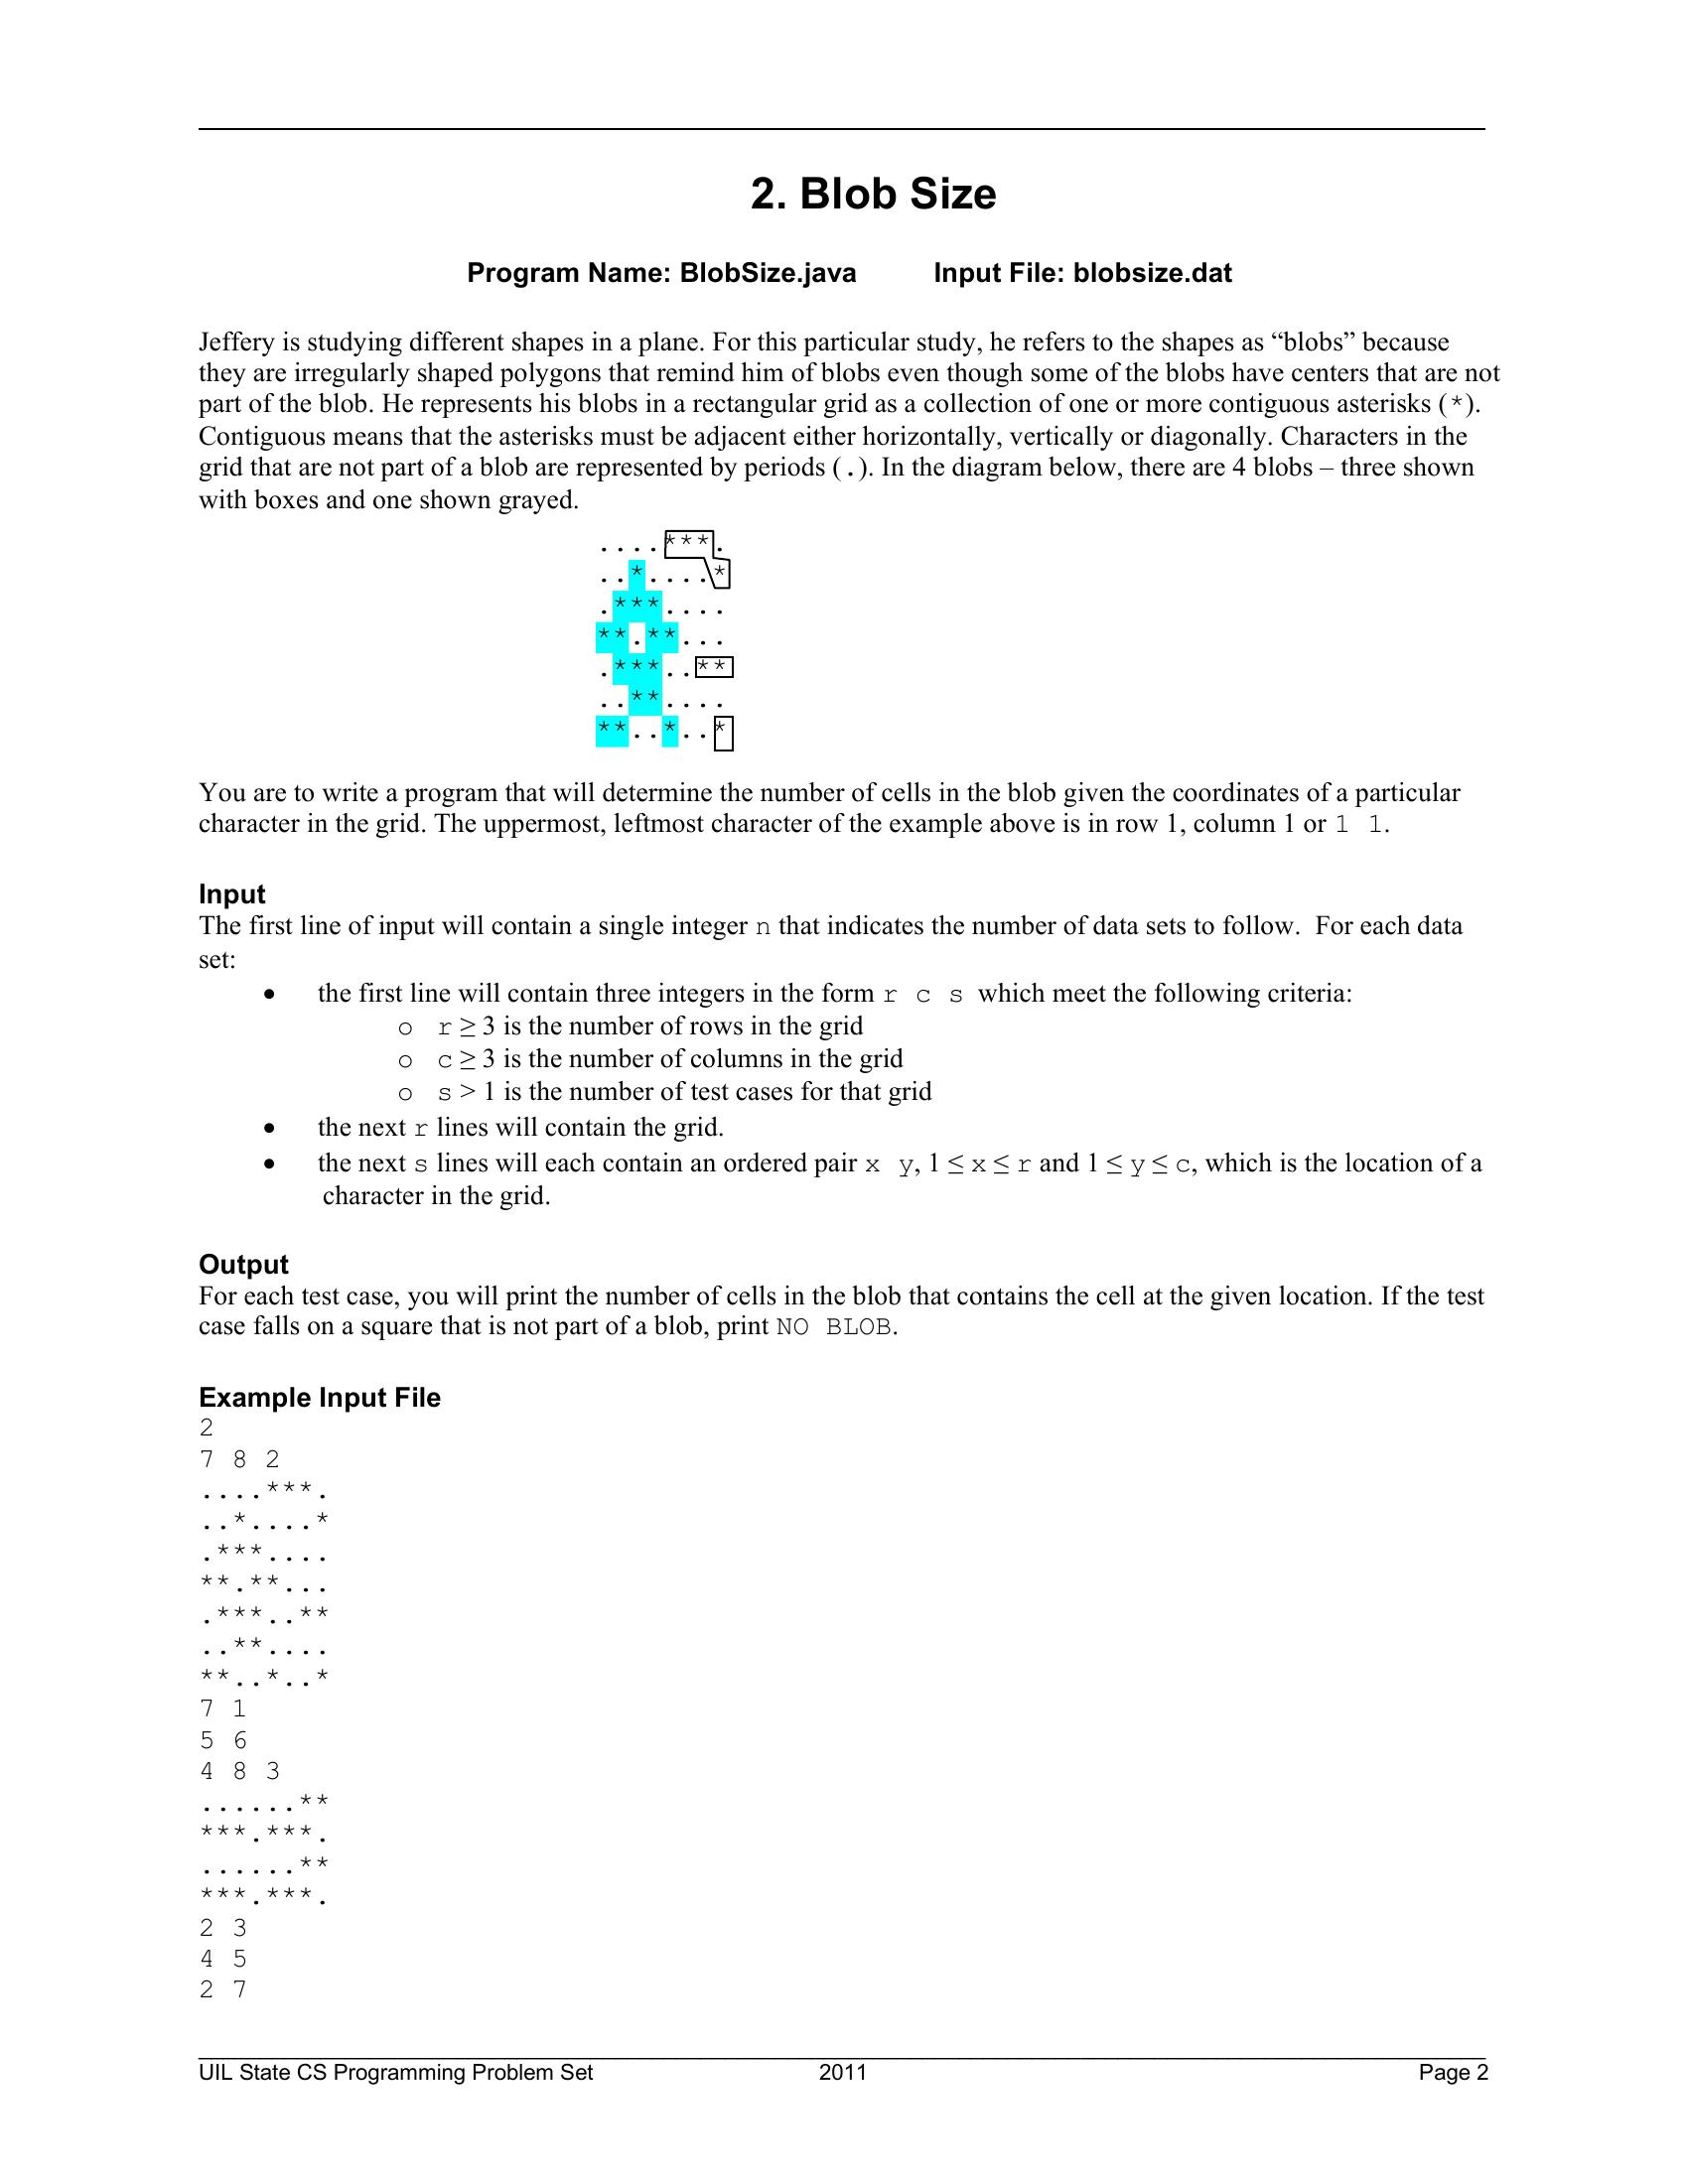 2. Blob Size
Program Name: BlobSize.java Input File: blobsize.dat
Jeffery is studying different shapes in a plane. For this particular study, he refers to the shapes as “blobs” because
they are irregularly shaped polygons that remind him of blobs even though some of the blobs have centers that are not
part of the blob. He represents his blobs in a rectangular grid as a collection of one or more contiguous asterisks (*).
Contiguous means that the asterisks must be adjacent either horizontally, vertically or diagonally. Characters in the
grid that are not part of a blob are represented by periods (.). In the diagram below, there are 4 blobs – three shown
with boxes and one shown grayed.
....***.
..*....*
.***....
**.**...
.***..**
..**....
**..*..*
You are to write a program that will determine the number of cells in the blob given the coordinates of a particular
character in the grid. The uppermost, leftmost character of the example above is in row 1, column 1 or 1 1.
Input
The first line of input will contain a single integer n that indicates the number of data sets to follow. For each data
set:
• the first line will contain three integers in the form r c s which meet the following criteria:
o r ≥ 3 is the number of rows in the grid
o c ≥ 3 is the number of columns in the grid
o s > 1 is the number of test cases for that grid
• the next r lines will contain the grid.
• the next s lines will each contain an ordered pair x y, 1 ≤ x ≤ r and 1 ≤ y ≤ c, which is the location of a
character in the grid.
Output
For each test case, you will print the number of cells in the blob that contains the cell at the given location. If the test
case falls on a square that is not part of a blob, print NO BLOB.
Example Input File
2
7 8 2
....***.
..*....*
.***....
**.**...
.***..**
..**....
**..*..*
7 1
5 6
4 8 3
......**
***.***.
......**
***.***.
2 3
4 5
2 7
UIL State CS Programming Problem Set 2011 Page 2